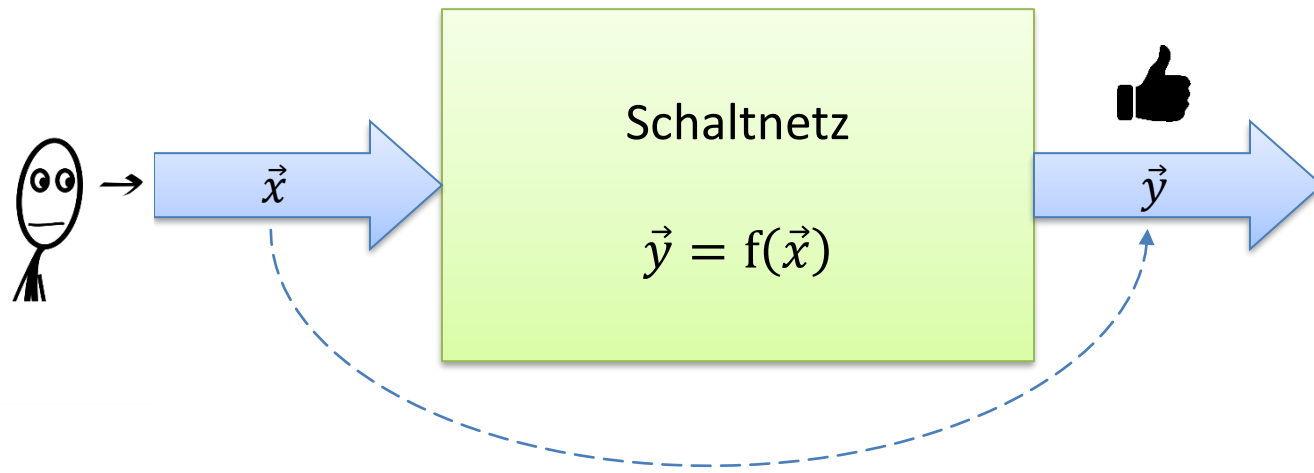 Schaltnetz
→ x⃗
y⃗ = f(x⃗)
y⃗